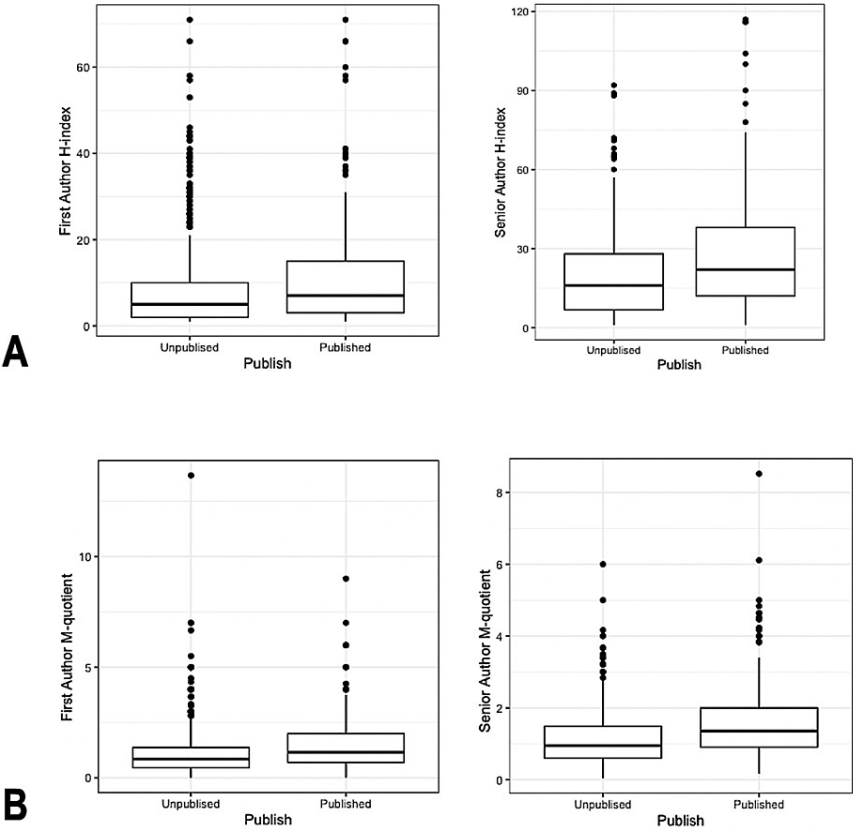 First Author H-index
60
40
20
0
Unpublised Published
Publish
Senior Author H-index
120
90
60
30
0
Unpublised Published
Publish
A
First Author M-quotient
10
5
0
Unpublised Published
Publish
Senior Author M-quotient
8
6
4
2
0
Unpublised Published
Publish
B